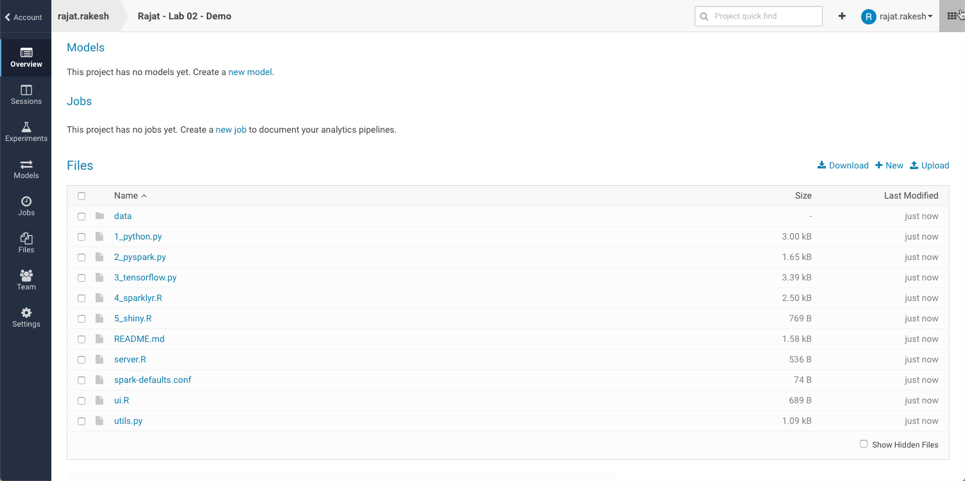 Account
rajat.rakesh
Rajat - Lab 02 - Demo
Project quick find
R
rajat.rakesh
Overview
Sessions
Experiments
Models
Jobs
Files
Team
Settings
Models
This project has no models yet. Create a new model.
Jobs
This project has no jobs yet. Create a new job to document your analytics pipelines.
Files
Download
New
Upload
Name Size Last Modified
data - just now
1_python.py 3.00 kB just now
2_pyspark.py 1.65 kB just now
3_tensorflow.py 3.39 kB just now
4_sparklyr.R 2.50 kB just now
5_shiny.R 769 B just now
README.md 1.58 kB just now
server.R 536 B just now
spark-defaults.conf 74 B just now
ui.R 689 B just now
utils.py 1.09 kB just now
Show Hidden Files